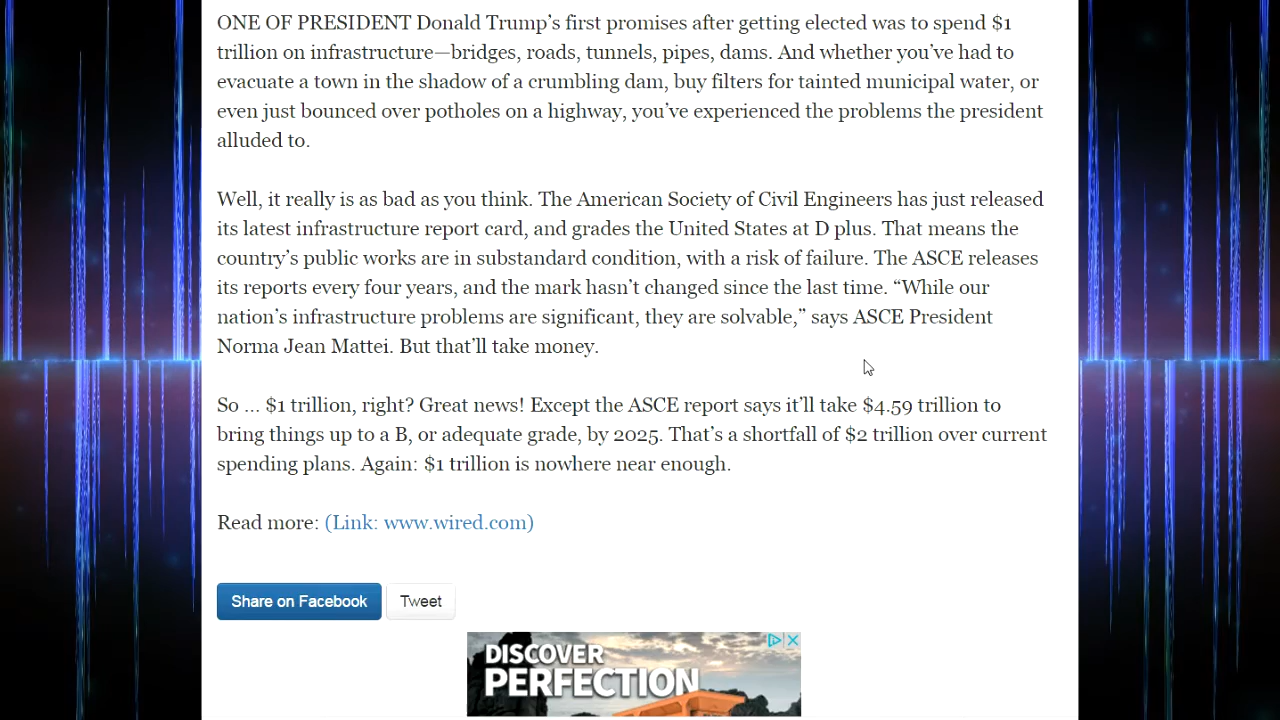 ONE OF PRESIDENT Donald Trump’s first promises after getting elected was to spend $1
trillion on infrastructure—bridges, roads, tunnels, pipes, dams. And whether you’ve had to
evacuate a town in the shadow of a crumbling dam, buy filters for tainted municipal water, or
even just bounced over potholes on a highway, you’ve experienced the problems the president
alluded to.
Well, it really is as bad as you think. The American Society of Civil Engineers has just released
its latest infrastructure report card, and grades the United States at D plus. That means the
country’s public works are in substandard condition, with a risk of failure. The ASCE releases
its reports every four years, and the mark hasn’t changed since the last time. “While our
nation’s infrastructure problems are significant, they are solvable,” says ASCE President
Norma Jean Mattei. But that’ll take money.
So … $1 trillion, right? Great news! Except the ASCE report says it’ll take $4.59 trillion to
bring things up to a B, or adequate grade, by 2025. That’s a shortfall of $2 trillion over current
spending plans. Again: $1 trillion is nowhere near enough.
Read more: (Link: www.wired.com)
Share on Facebook Tweet
DISCOVER
PERFECTION